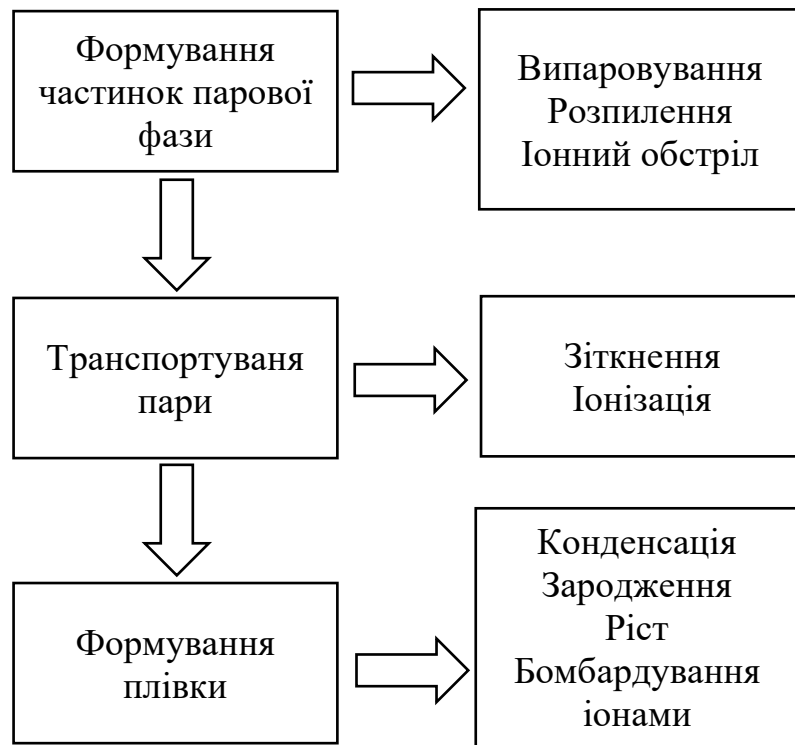 Формування
частинок парової
фази
Випаровування
Розпилення
Іонний обстріл
Транспортуваня
пари
Зіткнення
Іонізація
Формування
плівки
Конденсація
Зародження
Ріст
Бомбардування
іонами